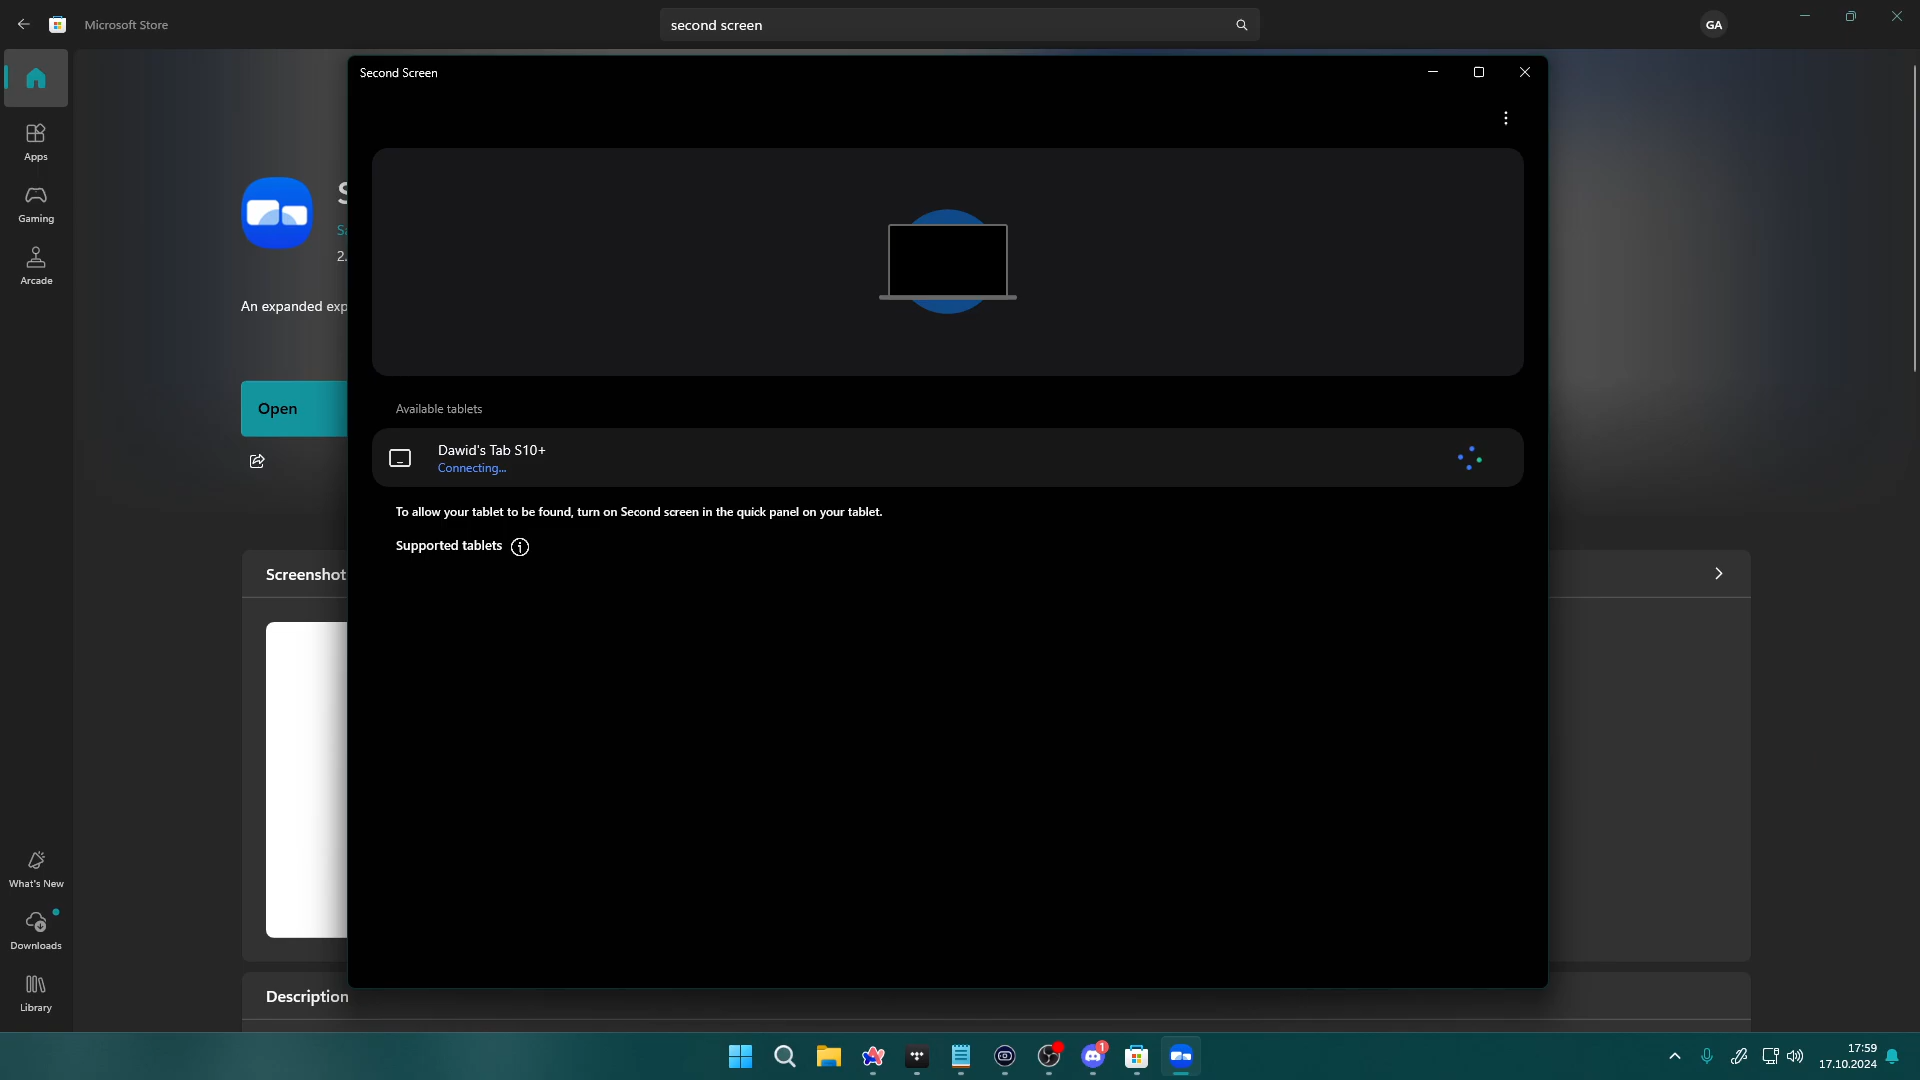 Microsoft Store
second screen
GA
Second Screen
Apps
Gaming
Arcade
An expanded exp
Open
Available tablets
Dawid's Tab S10+
Connecting...
To allow your tablet to be found, turn on Second screen in the quick panel on your tablet.
Supported tablets
Screenshot
What's New
Downloads
Library
Description
1
17:59
17.10.2024